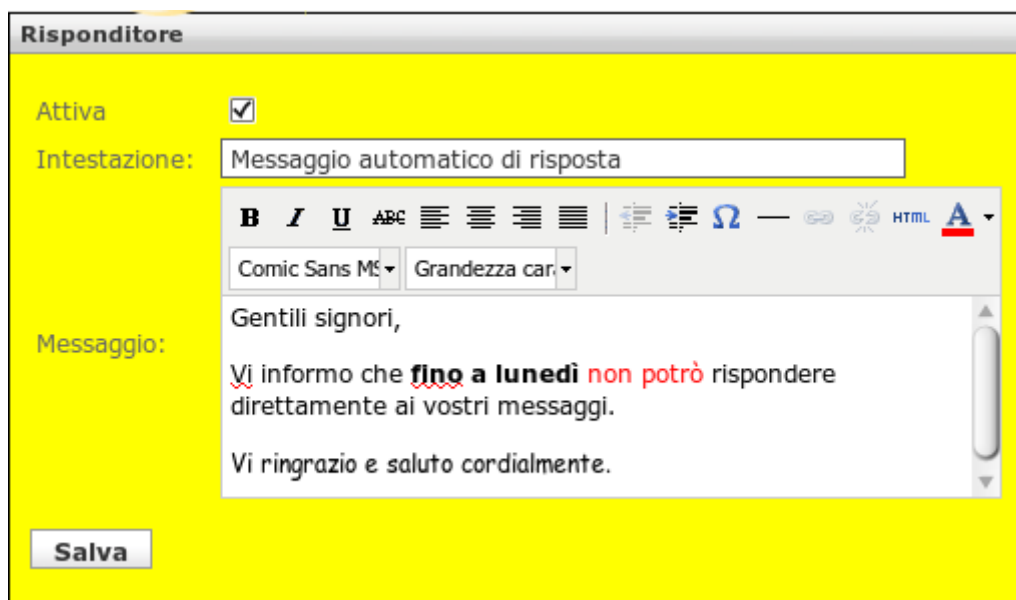 Risponditore
Attiva
Intestazione: Messaggio automatico di risposta
B I U ABC Ω HTML A
Comic Sans MS Grandezza car
Gentili signori,
Messaggio:
Vi informo che fino a lunedì non potrò rispondere
direttamente ai vostri messaggi.
Vi ringrazio e saluto cordialmente.
Salva